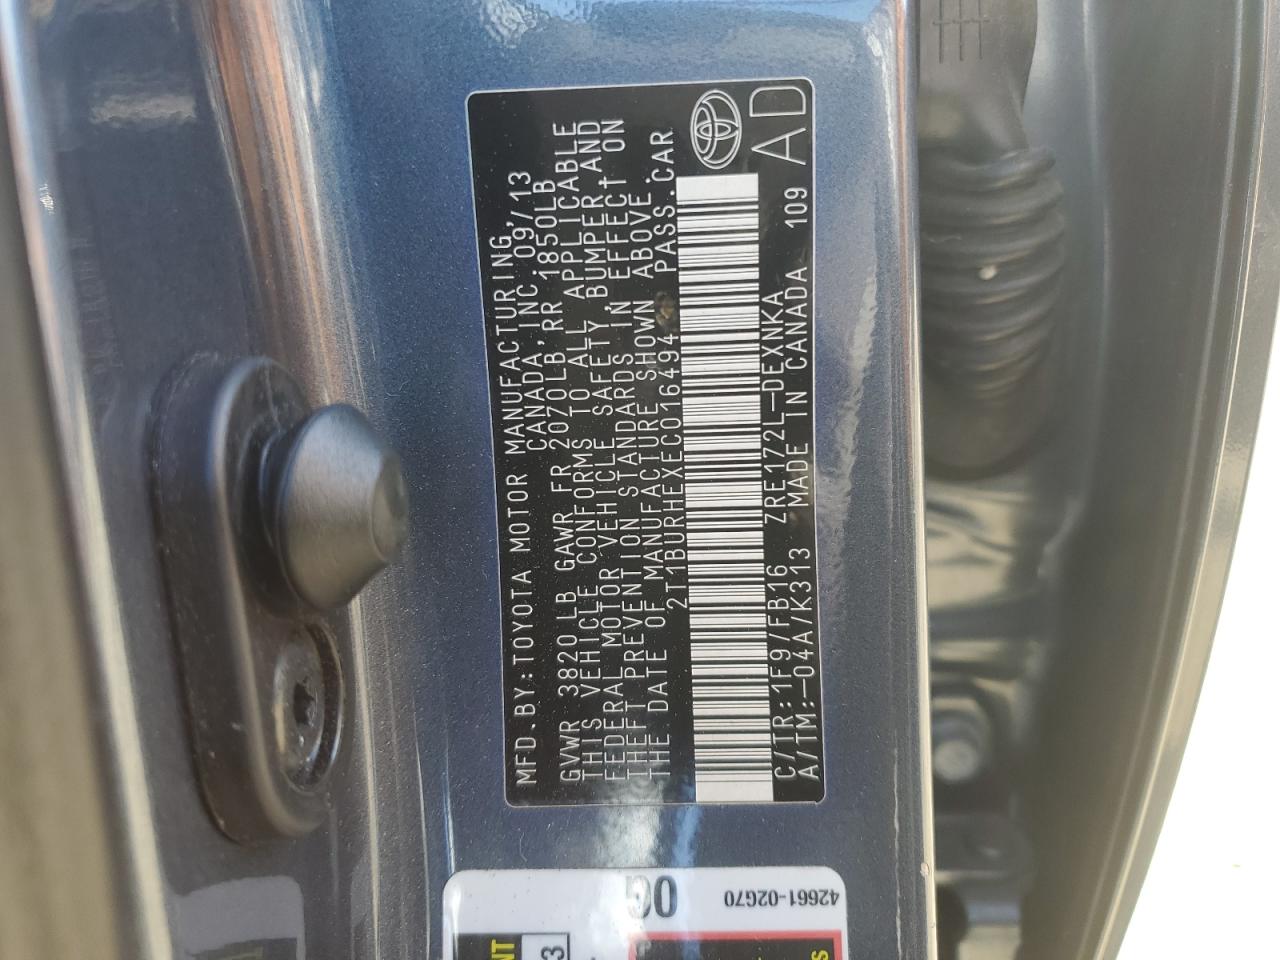 MFD.BY:TOYOTA MOTOR MANUFACTURING,
CANADA,INC.09/13
GVWR 3820 LB GAWR FR 2070LB,RR 1850LB
THIS VEHICLE CONFORMS TO ALL APPLICABLE
FEDERAL MOTOR VEHICLE SAFETY,BUMPER,AND
THEFT PREVENTION STANDARDS IN EFFECT ON
THE DATE OF MANUFACTURE SHOWN ABOVE.
2T1BURHEXEC016494 PASS.CAR
C/TR:1F9/FB16 ZRE172L-DEXNKA
A/TM:-04A/K313 MADE IN CANADA 109
AD
0G
42661-02G70
NT
3
S